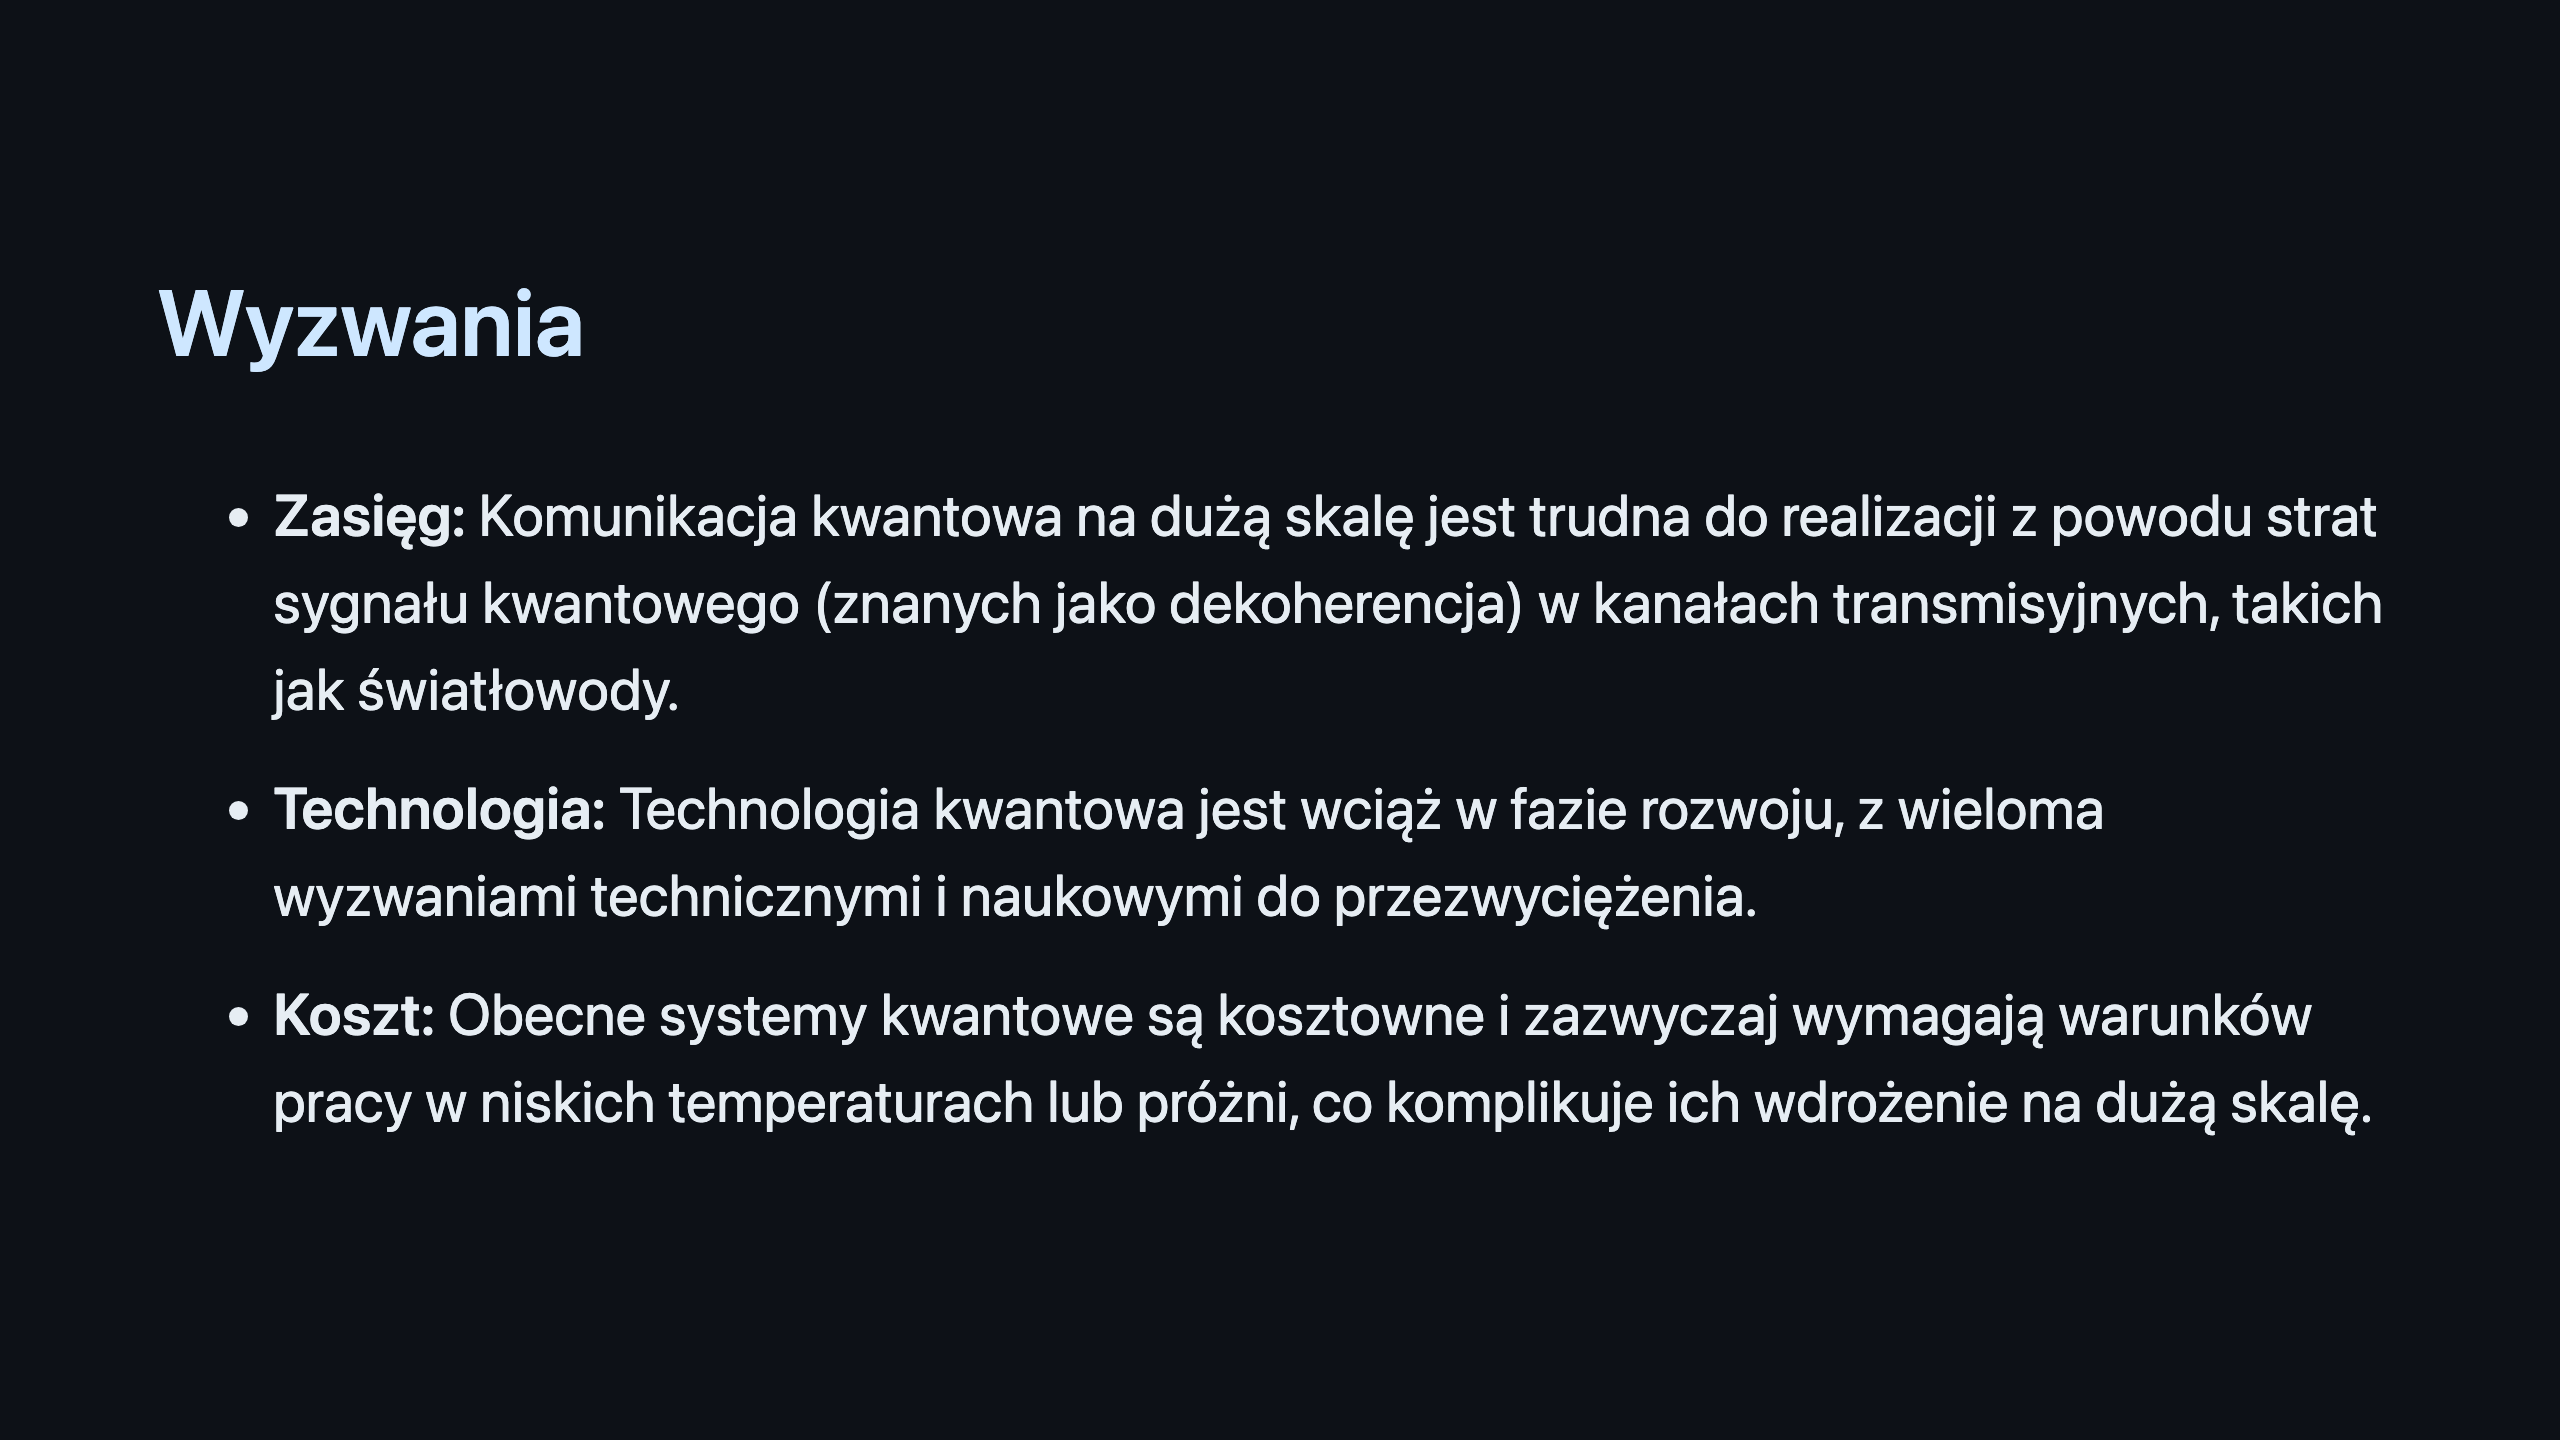 Wyzwania
• Zasięg: Komunikacja kwantowa na dużą skalę jest trudna do realizacji z powodu strat
sygnału kwantowego (znanych jako dekoherencja) w kanałach transmisyjnych, takich
jak światłowody.
• Technologia: Technologia kwantowa jest wciąż w fazie rozwoju, z wieloma
wyzwaniami technicznymi i naukowymi do przezwyciężenia.
• Koszt: Obecne systemy kwantowe są kosztowne i zazwyczaj wymagają warunków
pracy w niskich temperaturach lub próżni, co komplikuje ich wdrożenie na dużą skalę.